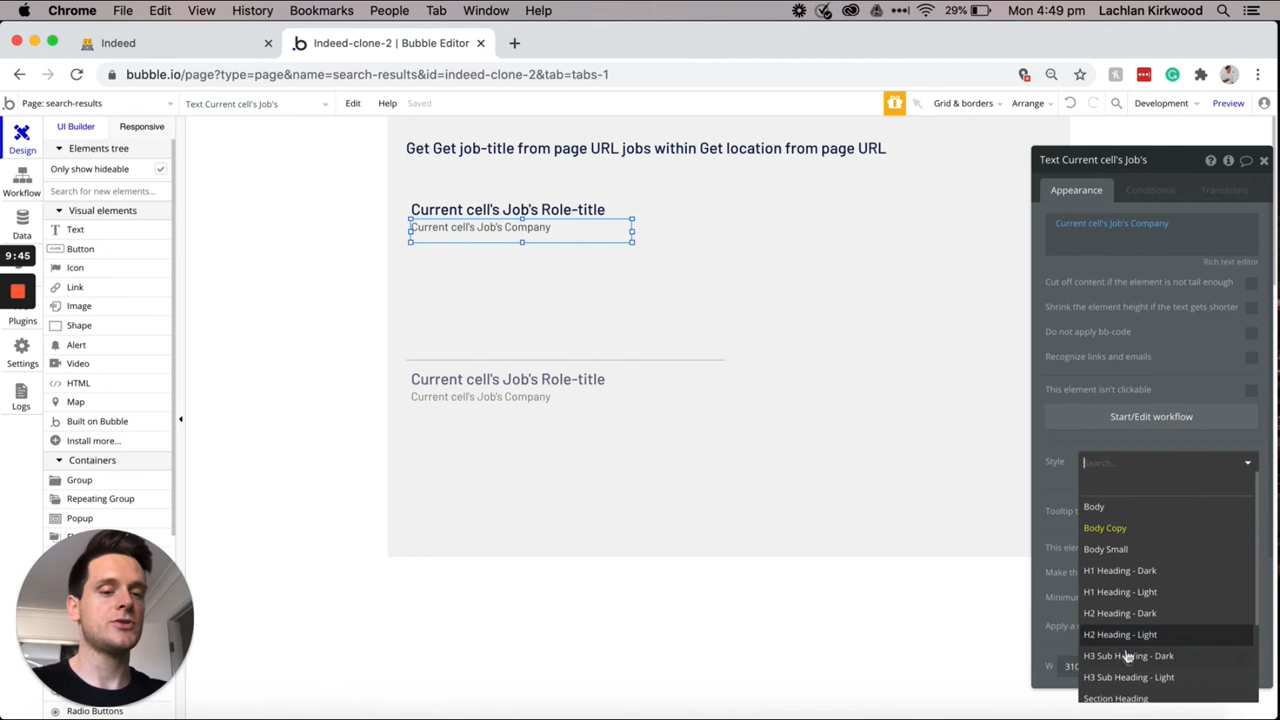 Chrome File Edit View History Bookmarks People Tab Window Help 29% Mon 4:49 pm Lachlan Kirkwood
Indeed
Indeed-clone-2 | Bubble Editor
bubble.io/page?type=page&name=search-results&id=indeed-clone-2&tab=tabs-1
Page: search-results
Text Current cell's Job's
Edit Help Saved
Grid & borders
Arrange
Development
Preview
Design
Workflow
Data
9:45
Plugins
Settings
Logs
UI Builder
Responsive
Elements tree
Only show hideable
Search for new elements...
Visual elements
Text
Button
Icon
Link
Image
Shape
Alert
Video
HTML
Map
Built on Bubble
Install more...
Containers
Group
Repeating Group
Popup
Radio Buttons
Get Get job-title from page URL jobs within Get location from page URL
Current cell's Job's Role-title
Current cell's Job's Company
Current cell's Job's Role-title
Current cell's Job's Company
Text Current cell's Job's
Appearance
Conditional
Transitions
Current cell's Job's Company
Rich text editor
Cut off content if the element is not tall enough
Shrink the element height if the text gets shorter
Do not apply bb-code
Recognize links and emails
This element isn't clickable
Start/Edit workflow
Style
Search...
Tooltip t
This ele
Make th
Minimu
Apply a
W 310
Body
Body Copy
Body Small
H1 Heading - Dark
H1 Heading - Light
H2 Heading - Dark
H2 Heading - Light
H3 Sub Heading - Dark
H3 Sub Heading - Light
Section Heading